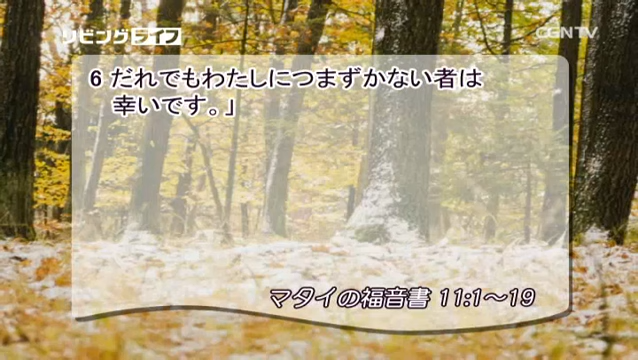 リビングライフ
CGNTV
6 だれでもわたしにつまずかない者は
幸いです。」
マタイの福音書 11:1～19